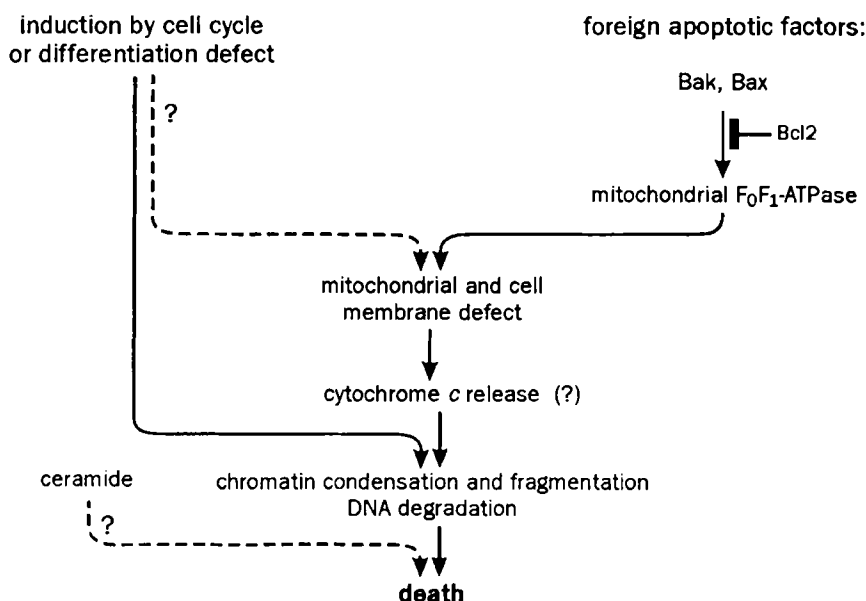 induction by cell cycle
or differentiation defect
foreign apoptotic factors:
Bak, Bax
?
Bcl2
mitochondrial F₀F₁-ATPase
mitochondrial and cell
membrane defect
cytochrome c release (?)
ceramide
chromatin condensation and fragmentation
DNA degradation
?
death